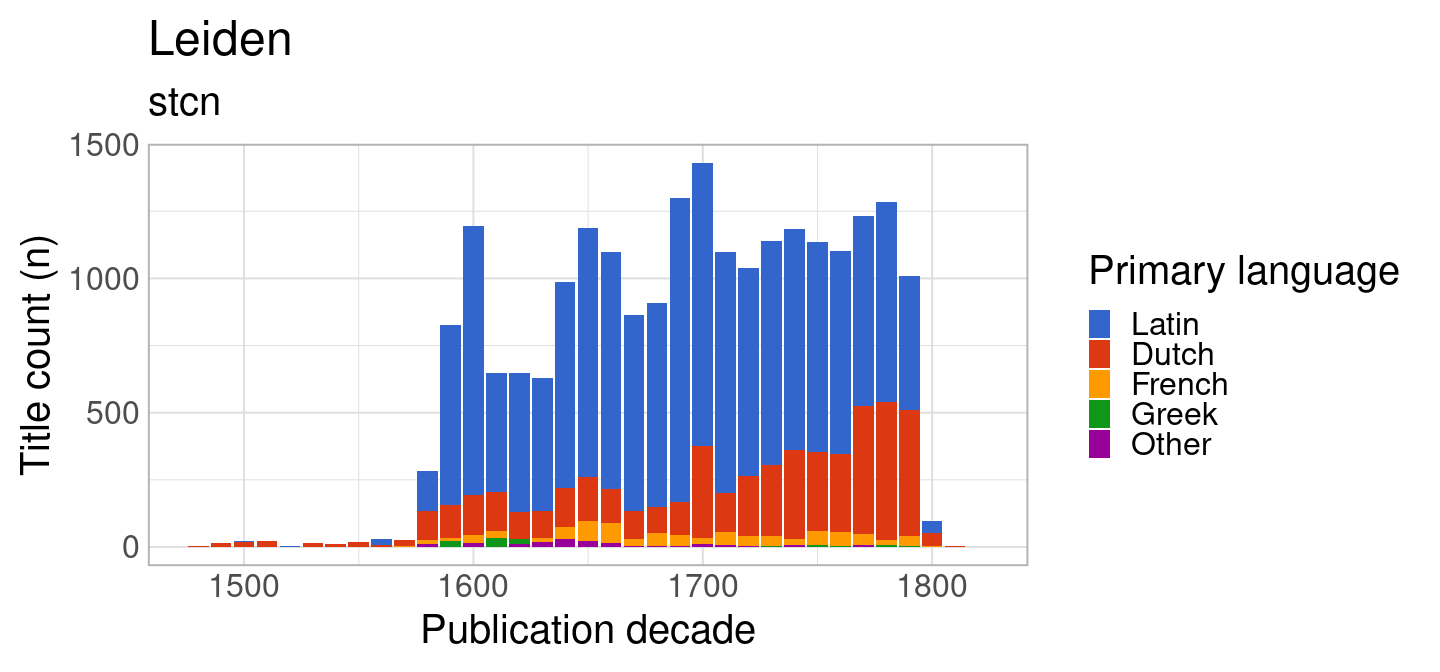 Leiden
stcn
Title count (n)
1500
1000
500
0
1500
1600
1700
1800
Publication decade
Primary language
Latin
Dutch
French
Greek
Other